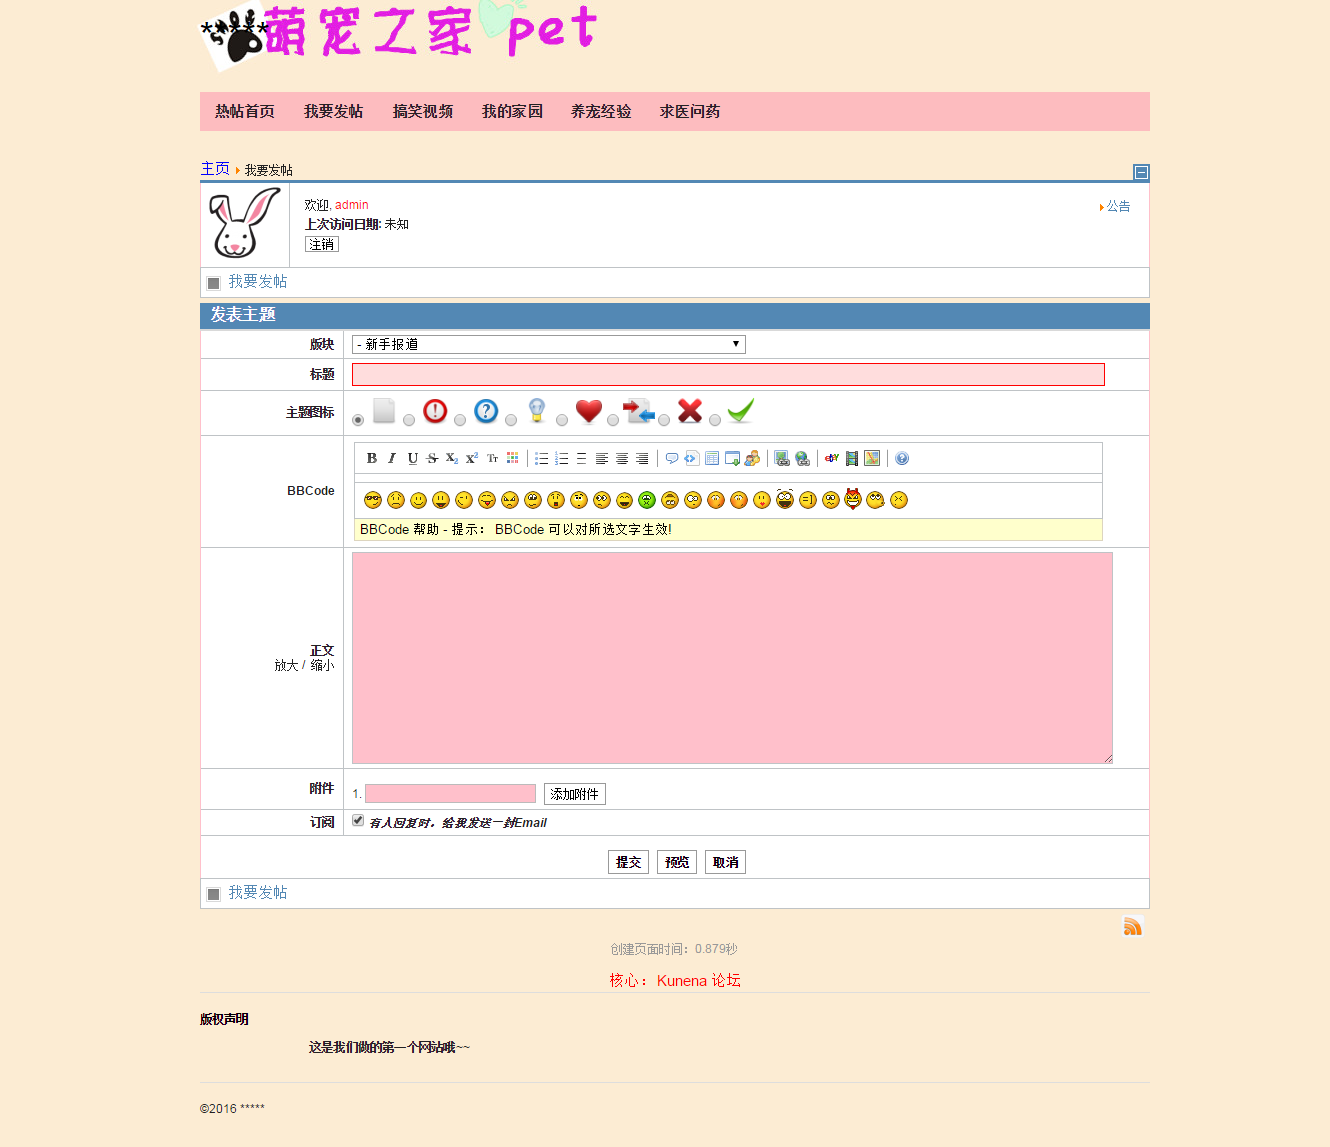 *****萌宠之家 pet
热帖首页 我要发帖 搞笑视频 我的家园 养宠经验 求医问药
主页 我要发帖
欢迎, admin 公告
上次访问日期: 未知
注销
我要发帖
发表主题
版块 - 新手报道
标题
主题图标
B I U S X2 X2 TT
ebY
BBCode
BBCode 帮助 - 提示： BBCode 可以对所选文字生效!
正文
放大 / 缩小
附件 1. 添加附件
订阅 有人回复时，给我发送一封Email
提交 预览 取消
我要发帖
创建页面时间：0.879秒
核心：Kunena 论坛
版权声明
这是我们做的第一个网站哦~~
©2016 *****